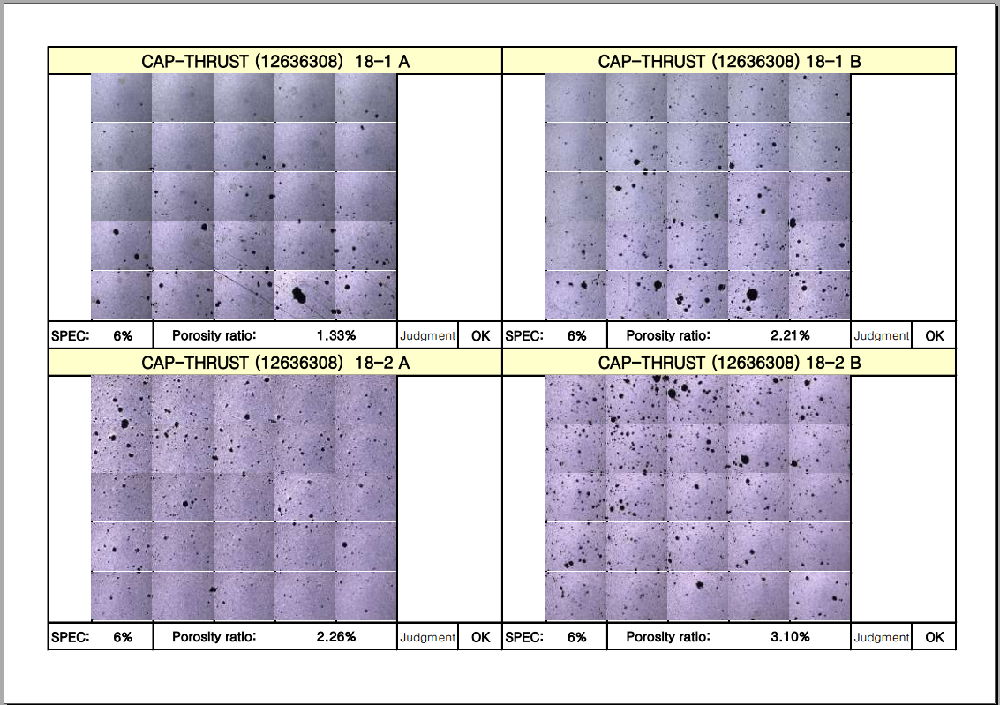 CAP-THRUST (12636308) 18-1 A
CAP-THRUST (12636308) 18-1 B
SPEC: 6% Porosity ratio: 1.33% Judgment OK
SPEC: 6% Porosity ratio: 2.21% Judgment OK
CAP-THRUST (12636308) 18-2 A
CAP-THRUST (12636308) 18-2 B
SPEC: 6% Porosity ratio: 2.26% Judgment OK
SPEC: 6% Porosity ratio: 3.10% Judgment OK